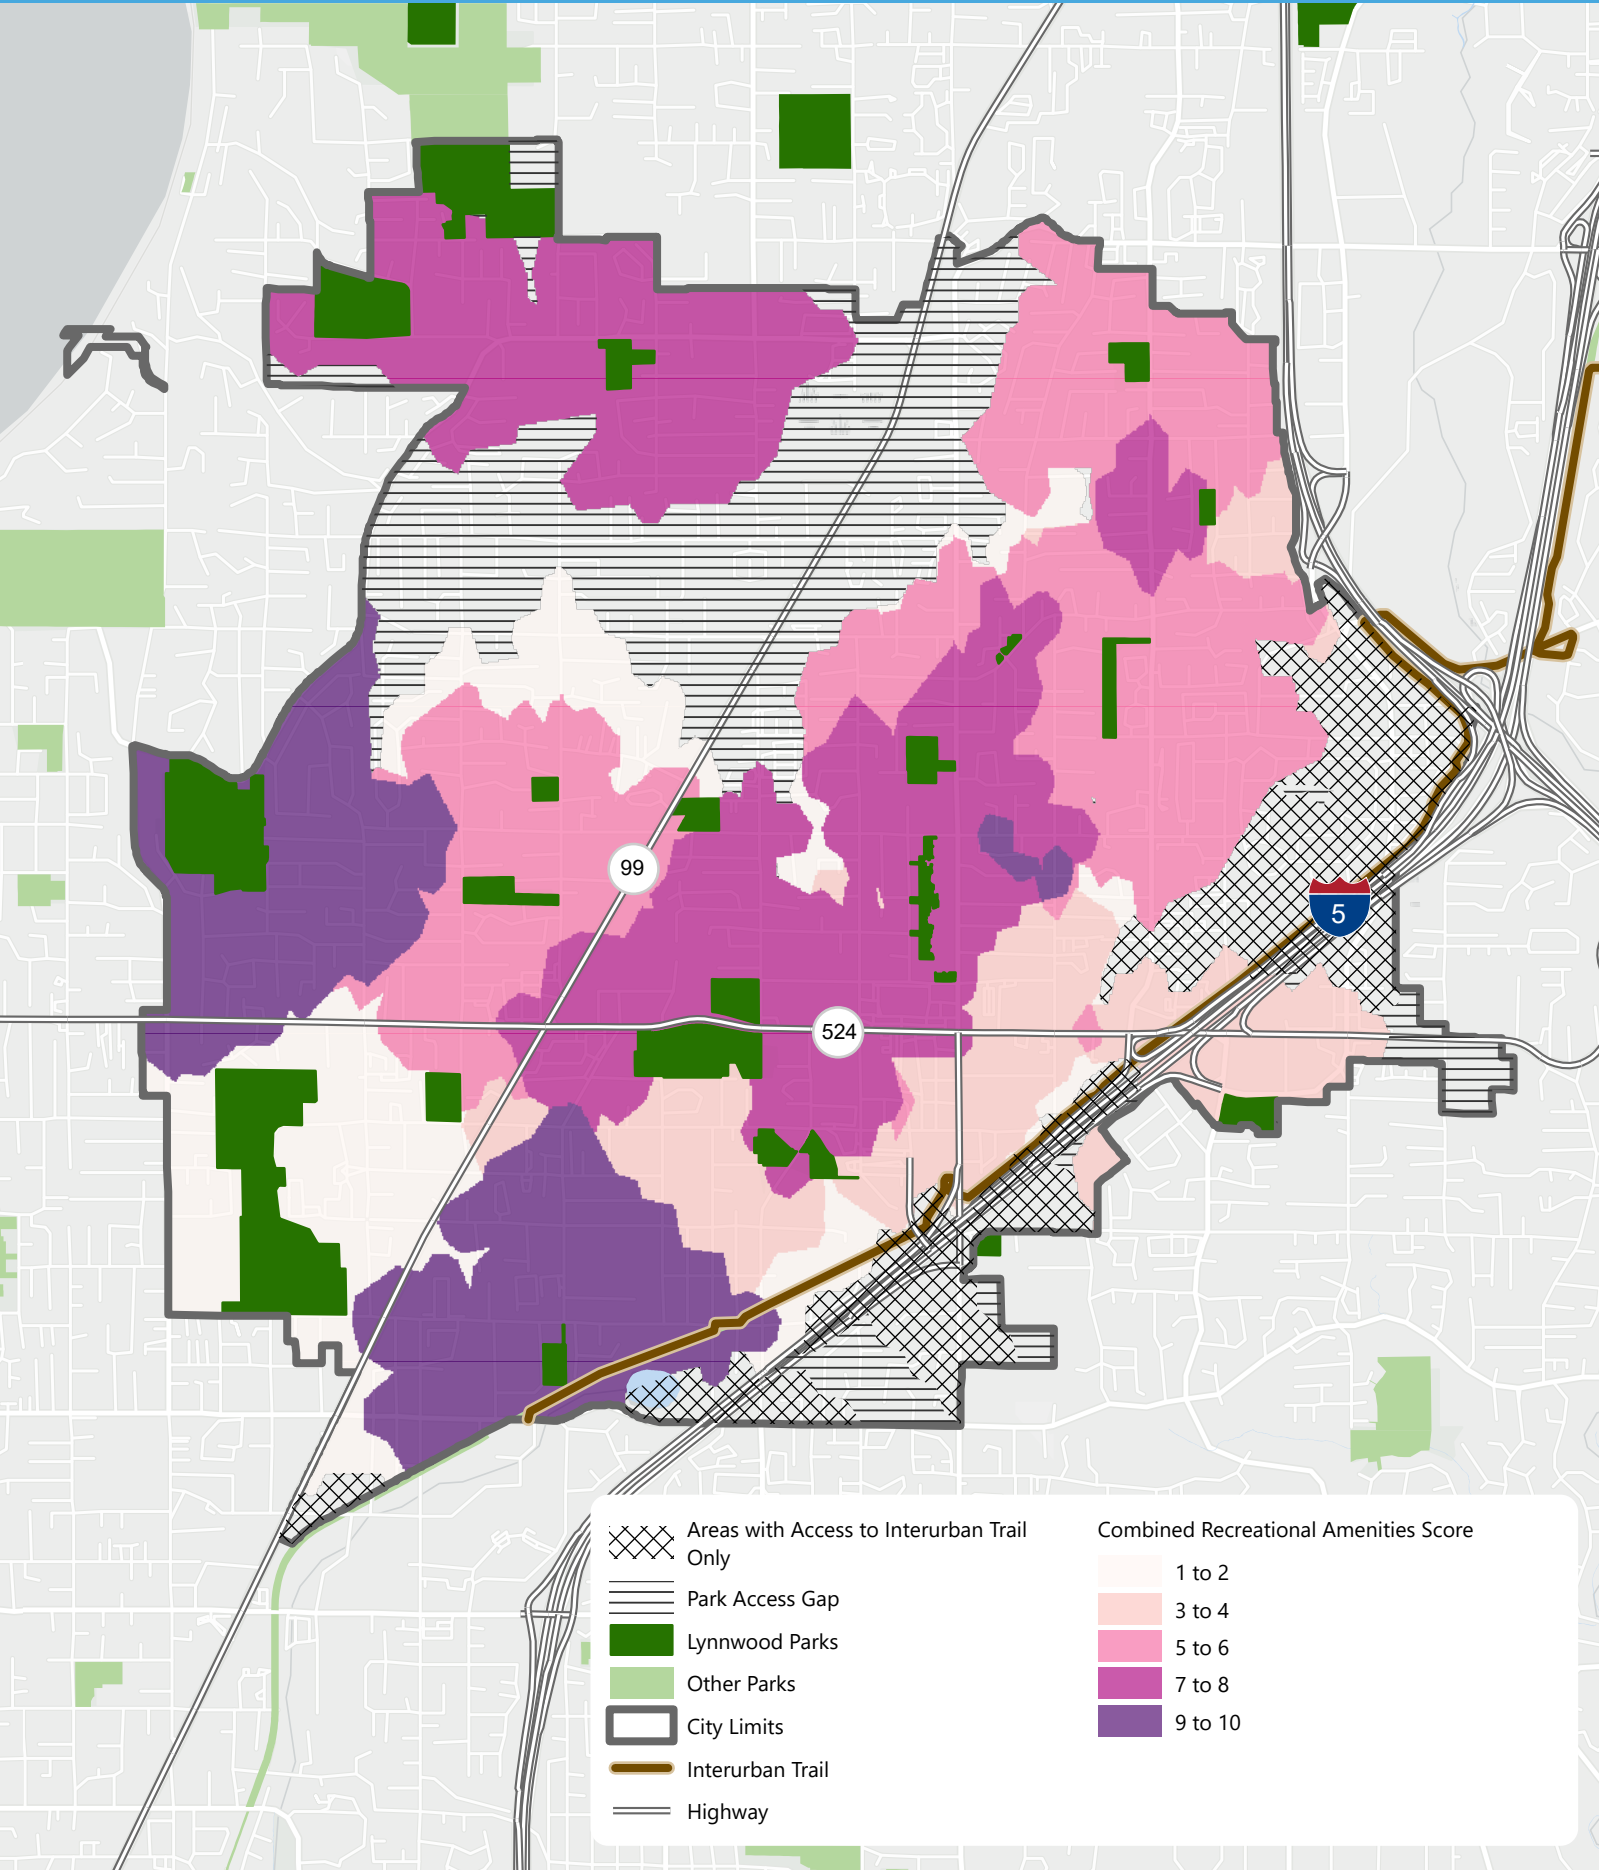 99
5
524
Areas with Access to Interurban Trail
Only
Park Access Gap
Lynnwood Parks
Other Parks
City Limits
Interurban Trail
Highway
Combined Recreational Amenities Score
1 to 2
3 to 4
5 to 6
7 to 8
9 to 10